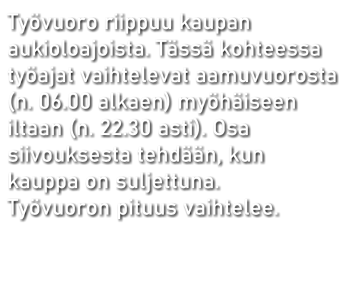 Työvuoro riippuu kaupan
aukioloajoista. Tässä kohteessa
työajat vaihtelevat aamuvuorosta
(n. 06.00 alkaen) myöhäiseen
iltaan (n. 22.30 asti). Osa
siivouksesta tehdään, kun
kauppa on suljettuna.
Työvuoron pituus vaihtelee.